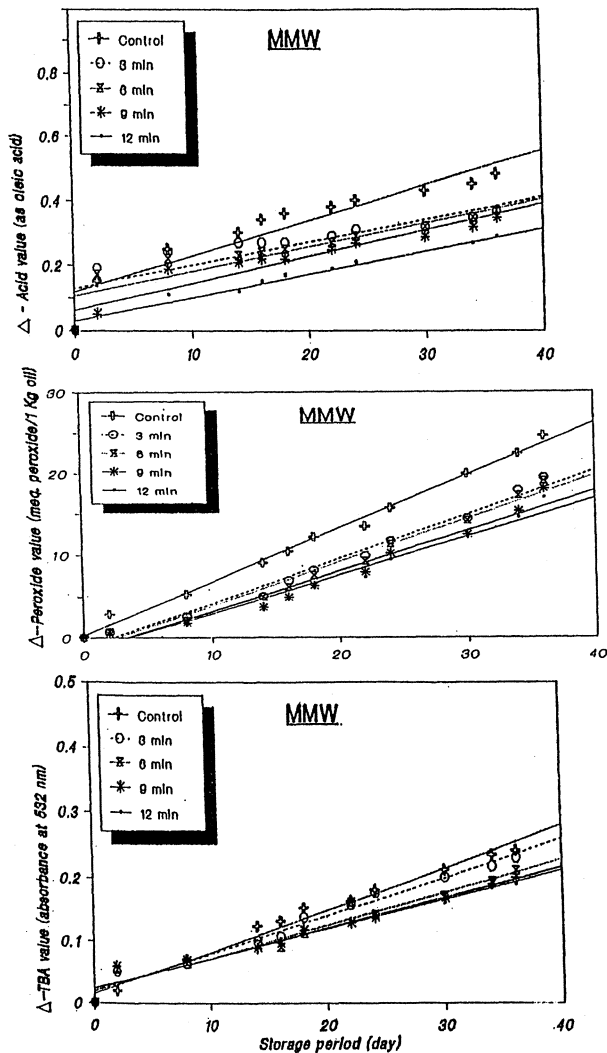 MMW
Control
3 min
6 min
9 min
12 min
1
0.8
0.6
0.4
0.2
0
Δ - Acid value (as oleic acid)
0 10 20 30 40
MMW
Control
3 min
6 min
9 min
12 min
30
20
10
0
Δ-Peroxide value (meq. peroxide/1 Kg oil)
0 10 20 30 40
MMW
Control
3 min
6 min
9 min
12 min
0.5
0.4
0.3
0.2
0.1
0
Δ-TBA value (absorbance at 532 nm)
0 10 20 30 40
Storage period (day)